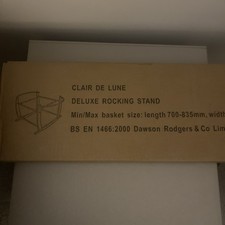 CLAIR DE LUNE
DELUXE ROCKING STAND
Min/Max basket size: length 790-835mm, width
BS EN 1466:2000 Dawson Rodgers & Co Lim